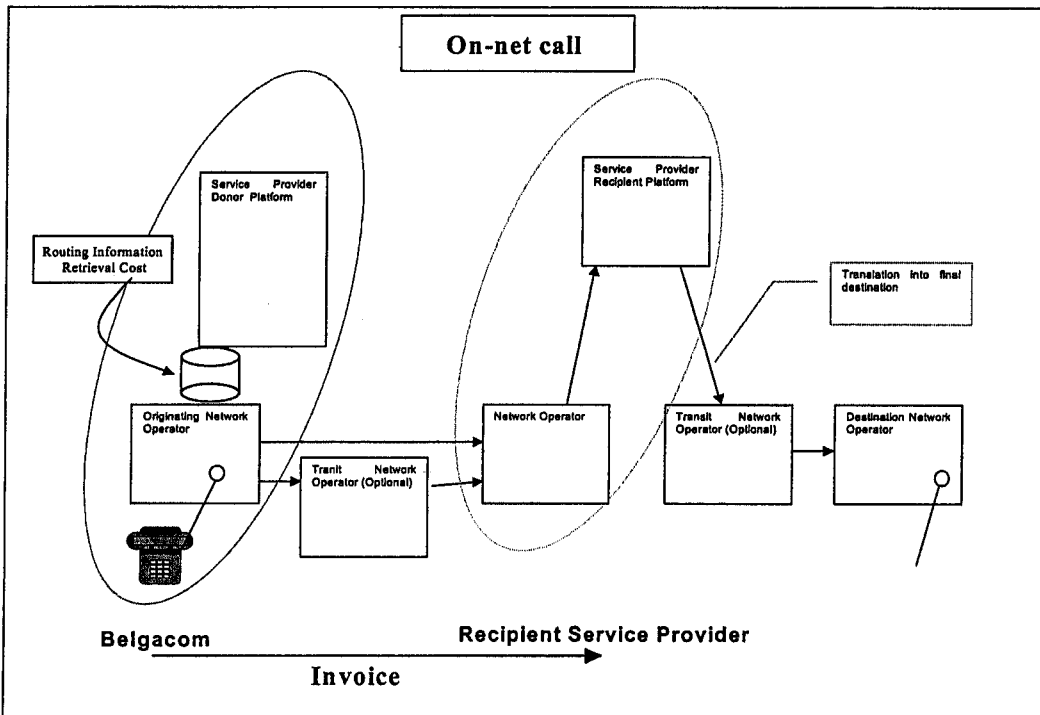 On-net call
Service Provider
Donor Platform
Service Provider
Recipient Platform
Routing Information
Retrieval Cost
Translation into final
destination
Originating Network
Operator
Tranit Network
Operator (Optional)
Network Operator
Transit Network
Operator (Optional)
Destination Network
Operator
Belgacom
Recipient Service Provider
Invoice